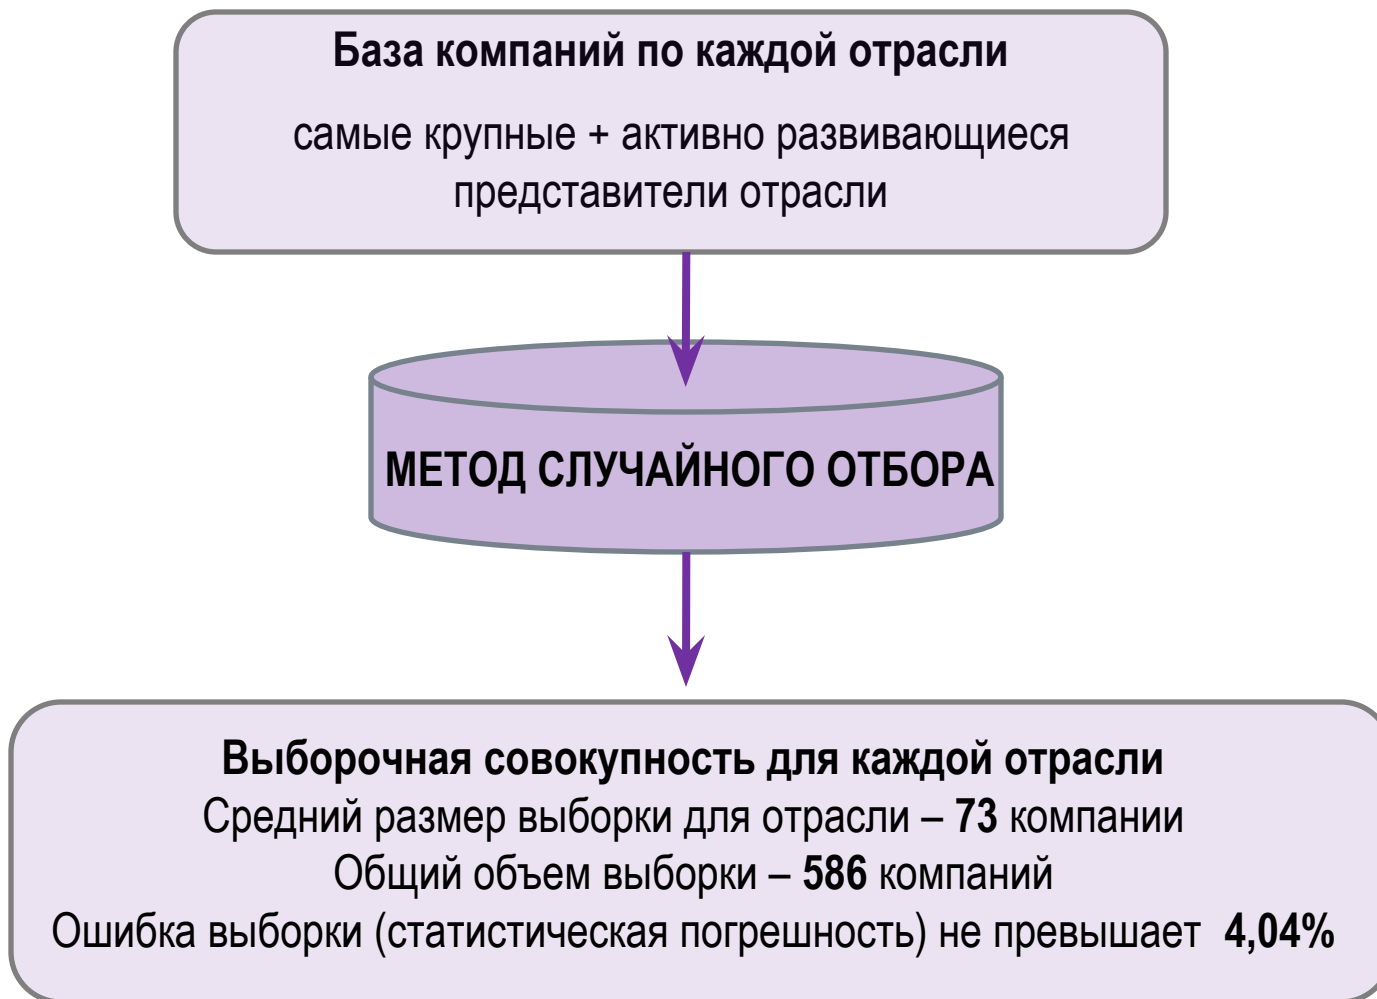 База компаний по каждой отрасли
самые крупные + активно развивающиеся
представители отрасли
МЕТОД СЛУЧАЙНОГО ОТБОРА
Выборочная совокупность для каждой отрасли
Средний размер выборки для отрасли – 73 компании
Общий объем выборки – 586 компаний
Ошибка выборки (статистическая погрешность) не превышает 4,04%